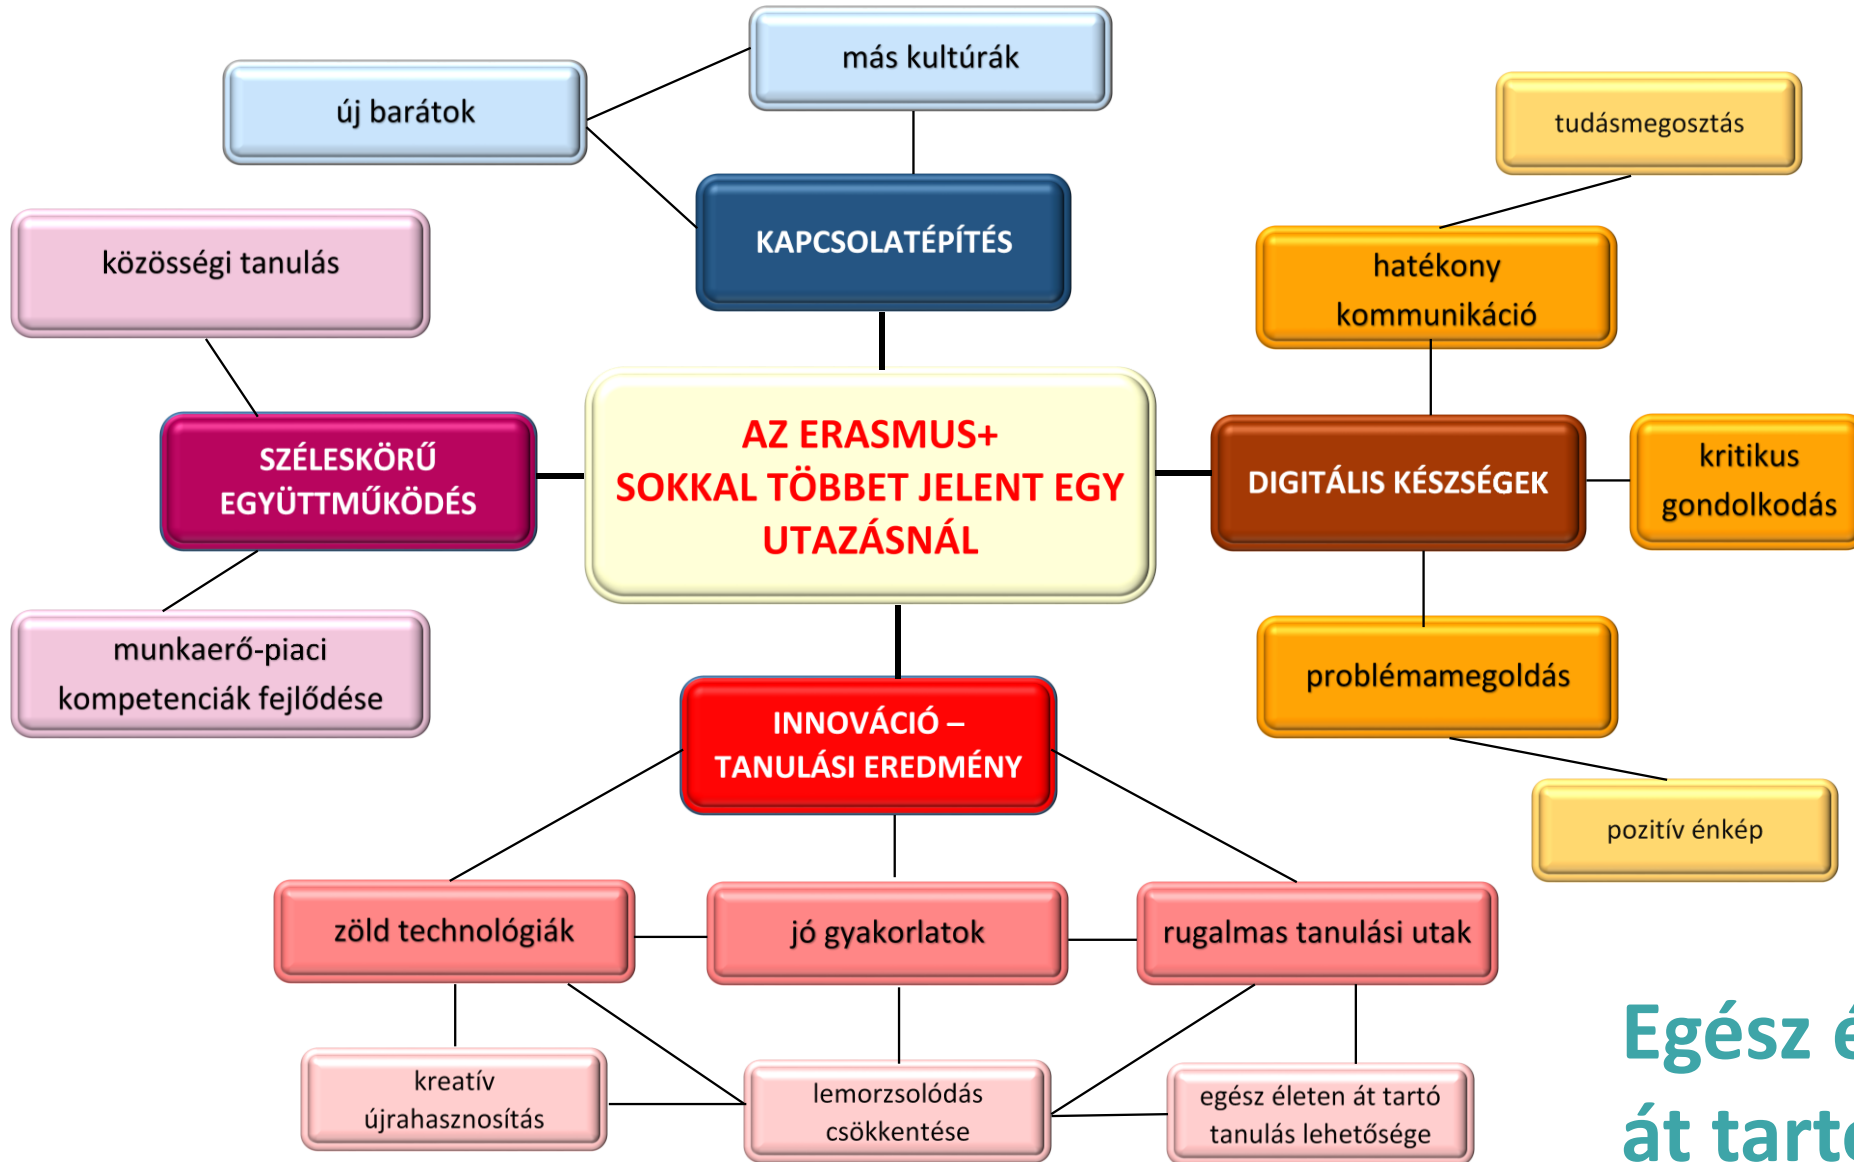 más kultúrák
új barátok
tudásmegosztás
KAPCSOLATÉPÍTÉS
közösségi tanulás
hatékony
kommunikáció
AZ ERASMUS+
SOKKAL TÖBBET JELENT EGY
UTAZÁSNÁL
SZÉLESKÖRŰ
EGYÜTTMŰKÖDÉS
DIGITÁLIS KÉSZSÉGEK
kritikus
gondolkodás
munkaerő-piaci
kompetenciák fejlődése
problémamegoldás
INNOVÁCIÓ –
TANULÁSI EREDMÉNY
pozitív énkép
zöld technológiák
jó gyakorlatok
rugalmas tanulási utak
kreatív
újrahasznosítás
lemorzsolódás
csökkentése
egész életen át tartó
tanulás lehetősége
Egész
át